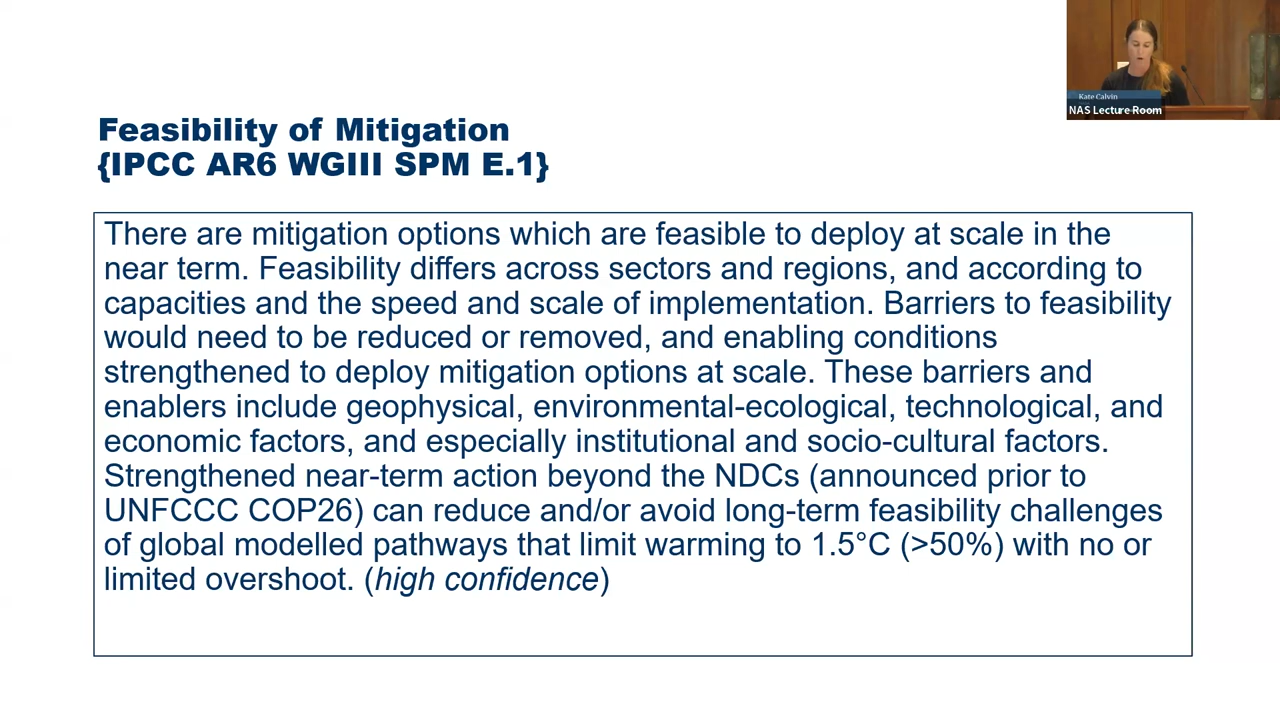 Kate Calvin
NAS Lecture Room
Feasibility of Mitigation
{IPCC AR6 WGIII SPM E.1}
There are mitigation options which are feasible to deploy at scale in the
near term. Feasibility differs across sectors and regions, and according to
capacities and the speed and scale of implementation. Barriers to feasibility
would need to be reduced or removed, and enabling conditions
strengthened to deploy mitigation options at scale. These barriers and
enablers include geophysical, environmental-ecological, technological, and
economic factors, and especially institutional and socio-cultural factors.
Strengthened near-term action beyond the NDCs (announced prior to
UNFCCC COP26) can reduce and/or avoid long-term feasibility challenges
of global modelled pathways that limit warming to 1.5°C (>50%) with no or
limited overshoot. (high confidence)